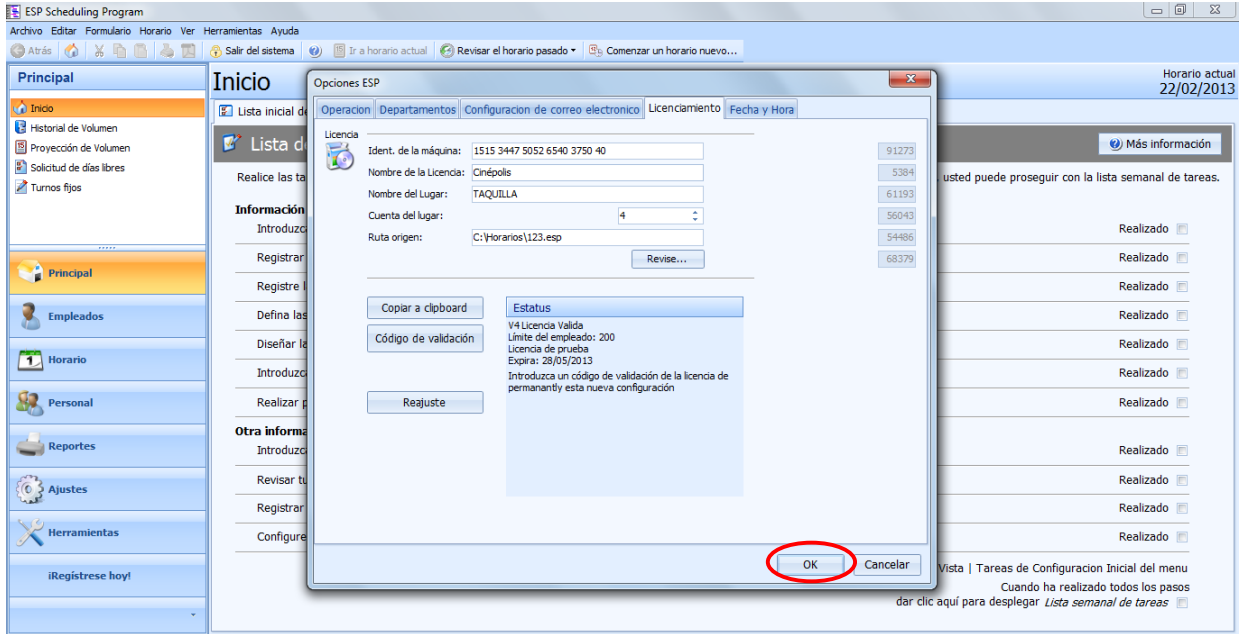 ESP Scheduling Program
Archivo Editar Formulario Horario Ver Herramientas Ayuda
Atrás Salir del sistema Ir a horario actual Revisar el horario pasado Comenzar un horario nuevo...
Principal
Inicio
Historial de Volumen
Proyección de Volumen
Solicitud de días libres
Turnos fijos
Principal
Empleados
Horario
Personal
Reportes
Ajustes
Herramientas
¡Regístrese hoy!
Inicio
Horario actual
22/02/2013
Lista inicial de
Lista d
Más información
Realice las ta
usted puede proseguir con la lista semanal de tareas.
Información
Introduzca
Realizado
Registrar
Realizado
Registre l
Realizado
Defina las
Realizado
Diseñar la
Realizado
Introduzca
Realizado
Realizar p
Realizado
Otra informa
Introduzca
Realizado
Revisar tu
Realizado
Registrar
Realizado
Configure
Realizado
Vista | Tareas de Configuracion Inicial del menu
Cuando ha realizado todos los pasos
dar clic aquí para desplegar Lista semanal de tareas
Opciones ESP
Operacion Departamentos Configuracion de correo electronico Licenciamiento Fecha y Hora
Licencia
Ident. de la máquina: 1515 3447 5052 6540 3750 40 91273
Nombre de la Licencia: Cinépolis 5384
Nombre del Lugar: TAQUILLA 61193
Cuenta del lugar: 4 56043
Ruta origen: C:\Horarios\123.esp 54486
Revise... 68379
Copiar a clipboard
Código de validación
Reajuste
Estatus
V4 Licencia Valida
Límite del empleado: 200
Licencia de prueba
Expira: 28/05/2013
Introduzca un código de validación de la licencia de
permanantly esta nueva configuración
OK Cancelar